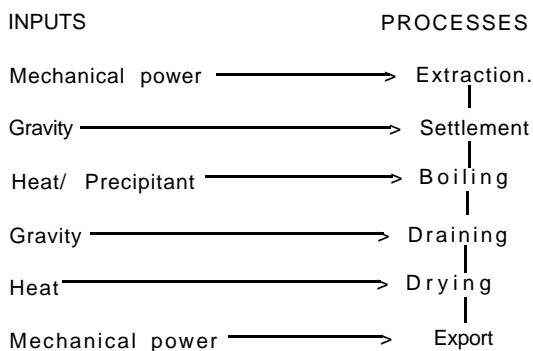 INPUTS PROCESSES
Mechanical power > Extraction.
Gravity > Settlement
Heat/ Precipitant > Boiling
Gravity > Draining
Heat > Drying
Mechanical power > Export